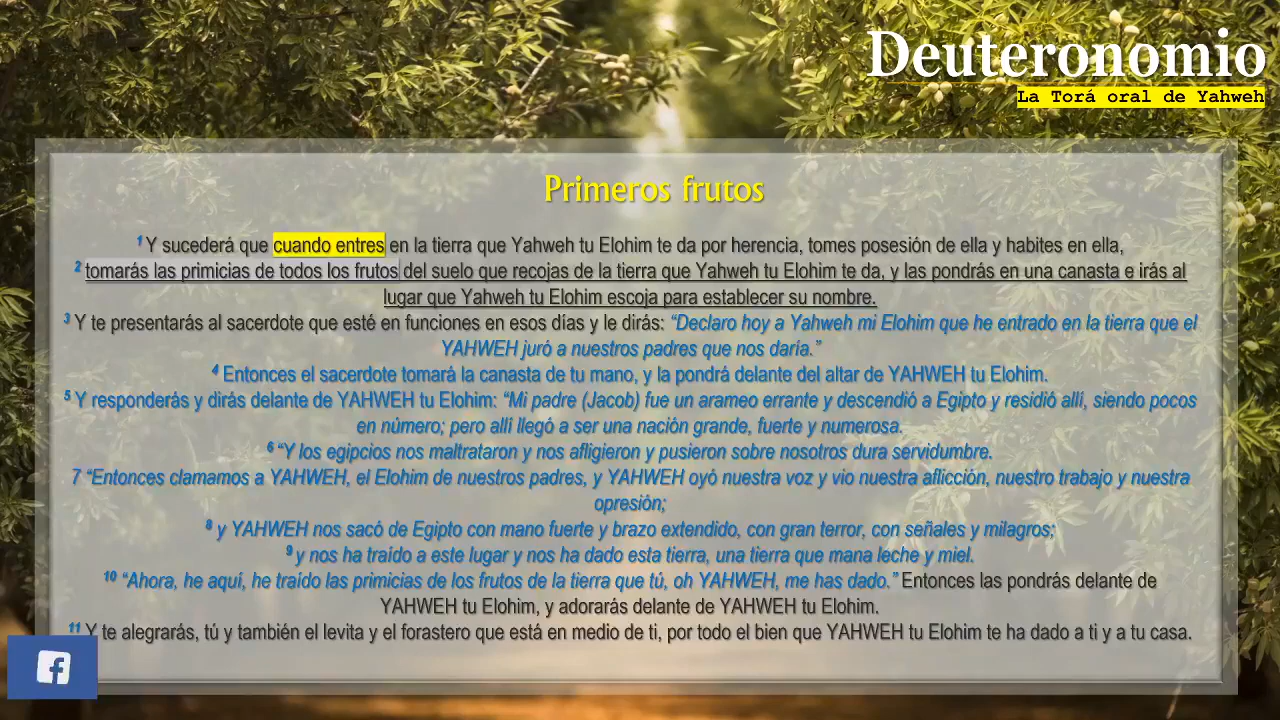 Deuteronomio
La Torá oral de Yahweh
Primeros frutos
1 Y sucederá que cuando entres en la tierra que Yahweh tu Elohim te da por herencia, tomes posesión de ella y habites en ella,
2 tomarás las primicias de todos los frutos del suelo que recojas de la tierra que Yahweh tu Elohim te da, y las pondrás en una canasta e irás al
lugar que Yahweh tu Elohim escoja para establecer su nombre.
3 Y te presentarás al sacerdote que esté en funciones en esos días y le dirás: “Declaro hoy a Yahweh mi Elohim que he entrado en la tierra que el
YAHWEH juró a nuestros padres que nos daría.”
4 Entonces el sacerdote tomará la canasta de tu mano, y la pondrá delante del altar de YAHWEH tu Elohim.
5 Y responderás y dirás delante de YAHWEH tu Elohim: “Mi padre (Jacob) fue un arameo errante y descendió a Egipto y residió allí, siendo pocos
en número; pero allí llegó a ser una nación grande, fuerte y numerosa.
6 “Y los egipcios nos maltrataron y nos afligieron y pusieron sobre nosotros dura servidumbre.
7 “Entonces clamamos a YAHWEH, el Elohim de nuestros padres, y YAHWEH oyó nuestra voz y vio nuestra aflicción, nuestro trabajo y nuestra
opresión;
8 y YAHWEH nos sacó de Egipto con mano fuerte y brazo extendido, con gran terror, con señales y milagros;
9 y nos ha traído a este lugar y nos ha dado esta tierra, una tierra que mana leche y miel.
10 “Ahora, he aquí, he traído las primicias de los frutos de la tierra que tú, oh YAHWEH, me has dado.” Entonces las pondrás delante de
YAHWEH tu Elohim, y adorarás delante de YAHWEH tu Elohim.
11 Y te alegrarás, tú y también el levita y el forastero que está en medio de ti, por todo el bien que YAHWEH tu Elohim te ha dado a ti y a tu casa.